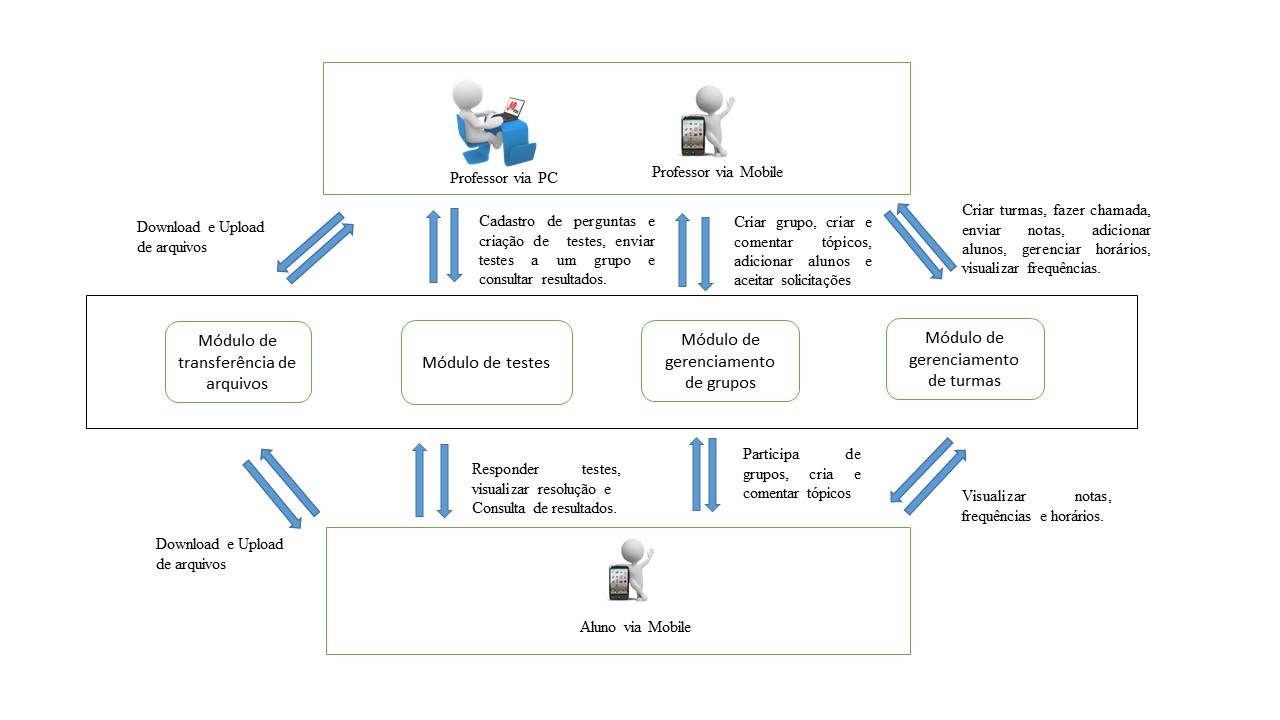 Professor via PC
Professor via Mobile
Download e Upload
de arquivos
Cadastro de perguntas e
criação de testes, enviar
testes a um grupo e
consultar resultados.
Criar grupo, criar e
comentar tópicos,
adicionar alunos e
aceitar solicitações
Criar turmas, fazer chamada,
enviar notas, adicionar
alunos, gerenciar horários,
visualizar frequências.
Módulo de
transferência de
arquivos
Módulo de testes
Módulo de
gerenciamento
de grupos
Módulo de
gerenciamento
de turmas
Download e Upload
de arquivos
Responder testes,
visualizar resolução e
Consulta de resultados.
Participa de
grupos, cria e
comentar tópicos
Visualizar notas,
frequências e horários.
Aluno via Mobile